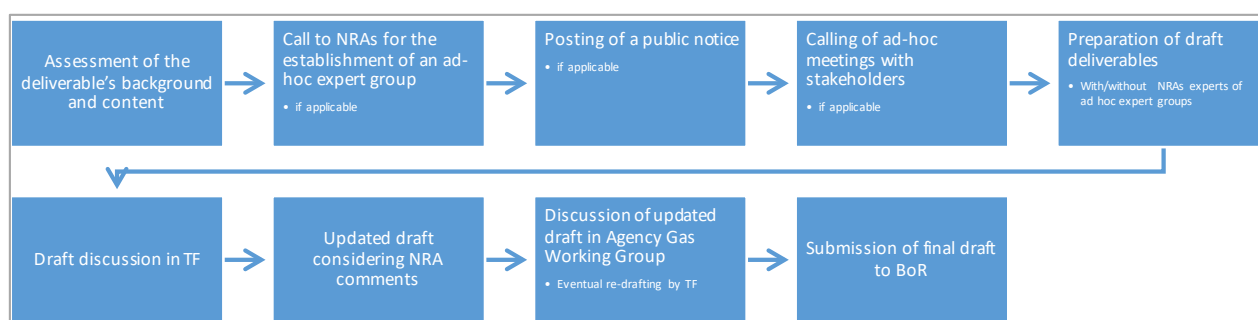 Assessment of the
deliverable's background
and content
Call to NRAs for the
establishment of an ad-
hoc expert group
• if applicable
Posting of a public notice
• if applicable
Calling of ad-hoc
meetings with
stakeholders
• if applicable
Preparation of draft
deliverables
• With/without NRAs experts of
ad hoc expert groups
Draft discussion in TF
Updated draft
considering NRA
comments
Discussion of updated
draft in Agency Gas
Working Group
• Eventual re-drafting by TF
Submission of final draft
to BoR